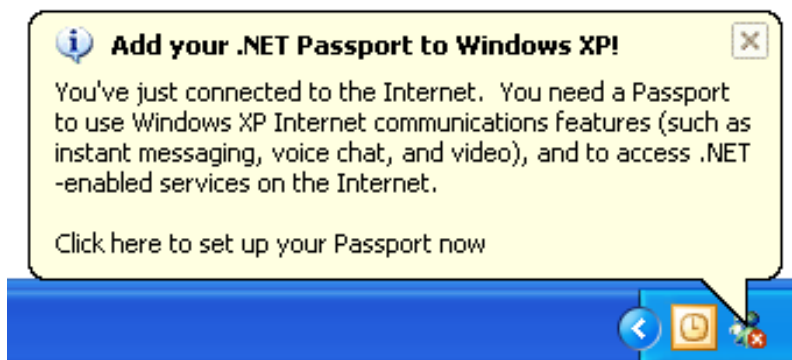 Add your .NET Passport to Windows XP!
You've just connected to the Internet.  You need a Passport
to use Windows XP Internet communications features (such as
instant messaging, voice chat, and video), and to access .NET
-enabled services on the Internet.
Click here to set up your Passport now